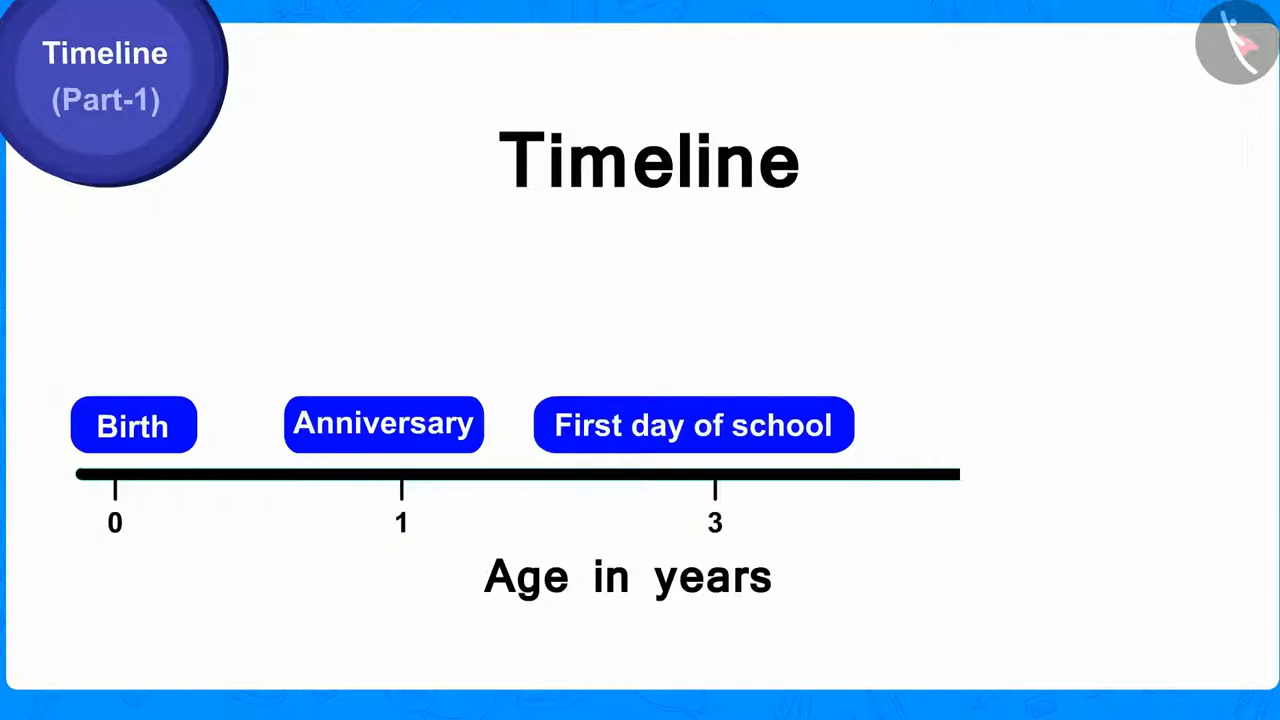 Timeline
(Part-1)
Timeline
Birth
Anniversary
First day of school
0 1 3
Age in years